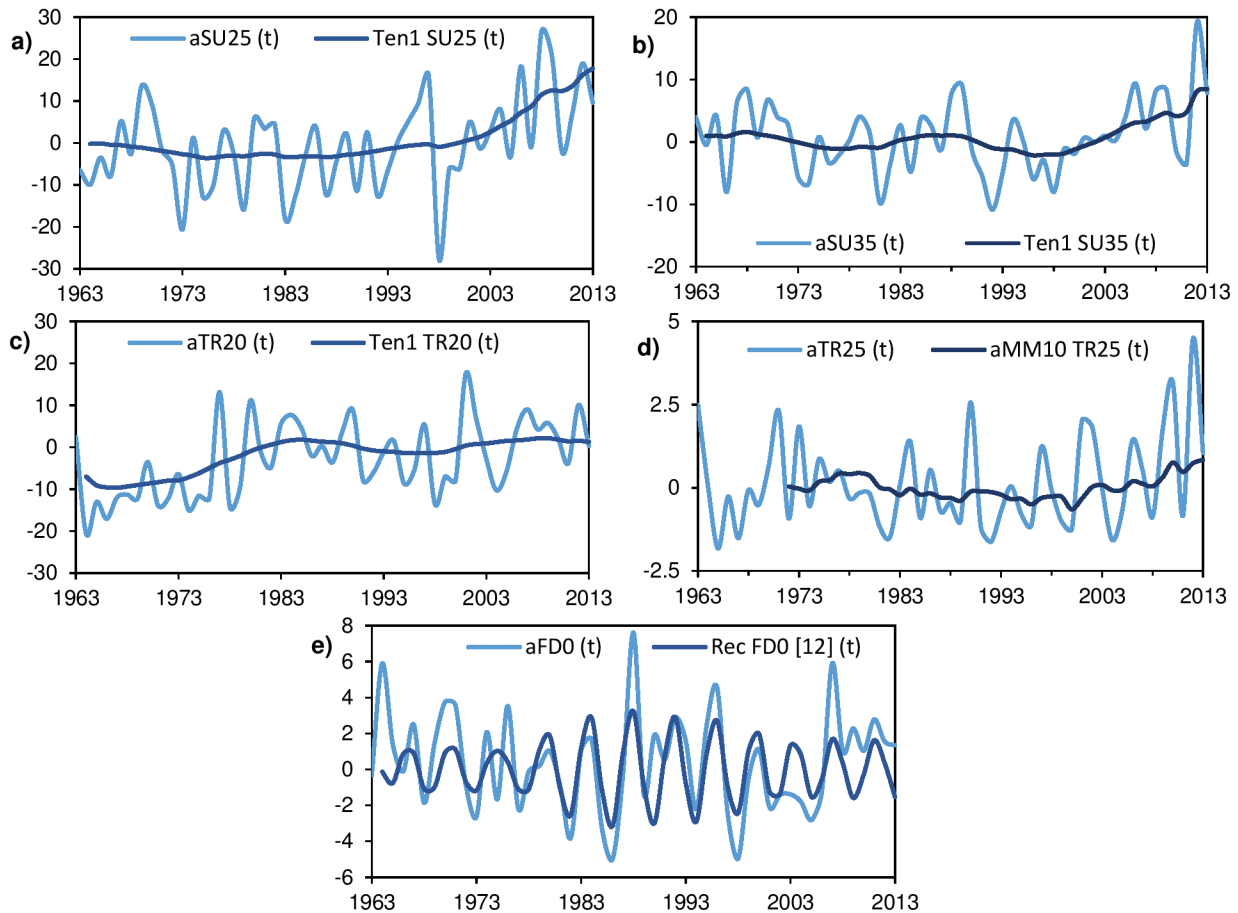 a) aSU25 (t) Ten1 SU25 (t)
30
20
10
0
-10
-20
-30
1963 1973 1983 1993 2003 2013
b)
20
10
0
-10
-20
aSU35 (t) Ten1 SU35 (t)
1963 1973 1983 1993 2003 2013
c) aTR20 (t) Ten1 TR20 (t)
30
20
10
0
-10
-20
-30
1963 1973 1983 1993 2003 2013
d) aTR25 (t) aMM10 TR25 (t)
5
2.5
0
-2.5
1963 1973 1983 1993 2003 2013
e) aFD0 (t) Rec FD0 [12] (t)
8
6
4
2
0
-2
-4
-6
1963 1973 1983 1993 2003 2013